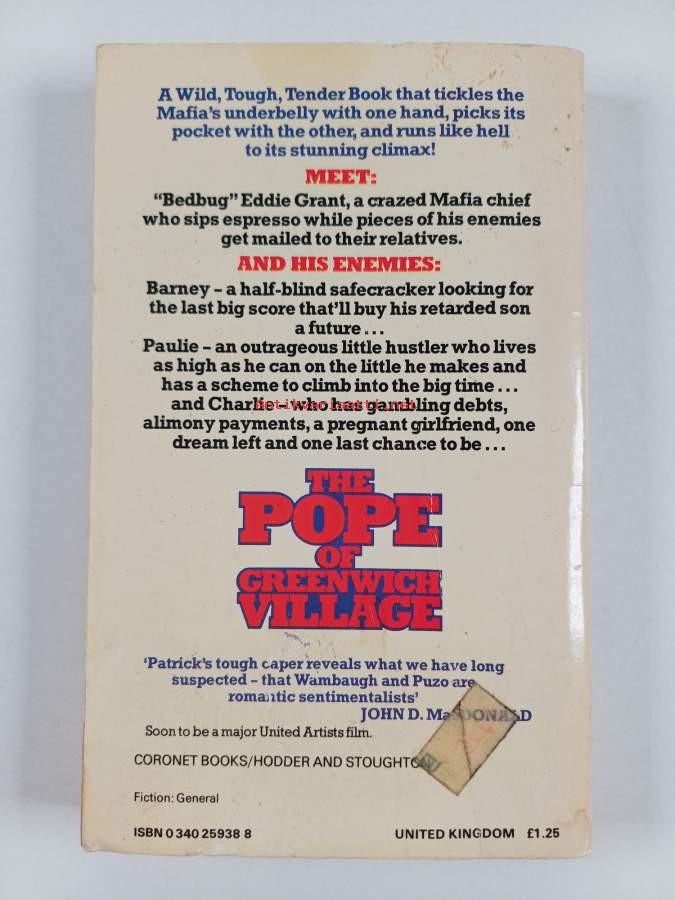 A Wild, Tough, Tender Book that tickles the
Mafia's underbelly with one hand, picks its
pocket with the other, and runs like hell
to its stunning climax!
MEET:
“Bedbug” Eddie Grant, a crazed Mafia chief
who sips espresso while pieces of his enemies
get mailed to their relatives.
AND HIS ENEMIES:
Barney – a half-blind safecracker looking for
the last big score that'll buy his retarded son
a future...
Paulie – an outrageous little hustler who lives
as high as he can on the little he makes and
has a scheme to climb into the big time...
and Charlie – who has gambling debts,
alimony payments, a pregnant girlfriend, one
dream left and one last chance to be...
THE
POPE
OF
GREENWICH
VILLAGE
‘Patrick's tough caper reveals what we have long
suspected – that Wambaugh and Puzo are
romantic sentimentalists’
JOHN D. MacDONALD
Soon to be a major United Artists film.
CORONET BOOKS/HODDER AND STOUGHTON
Fiction: General
ISBN 0 340 25938 8
UNITED KINGDOM £1.25